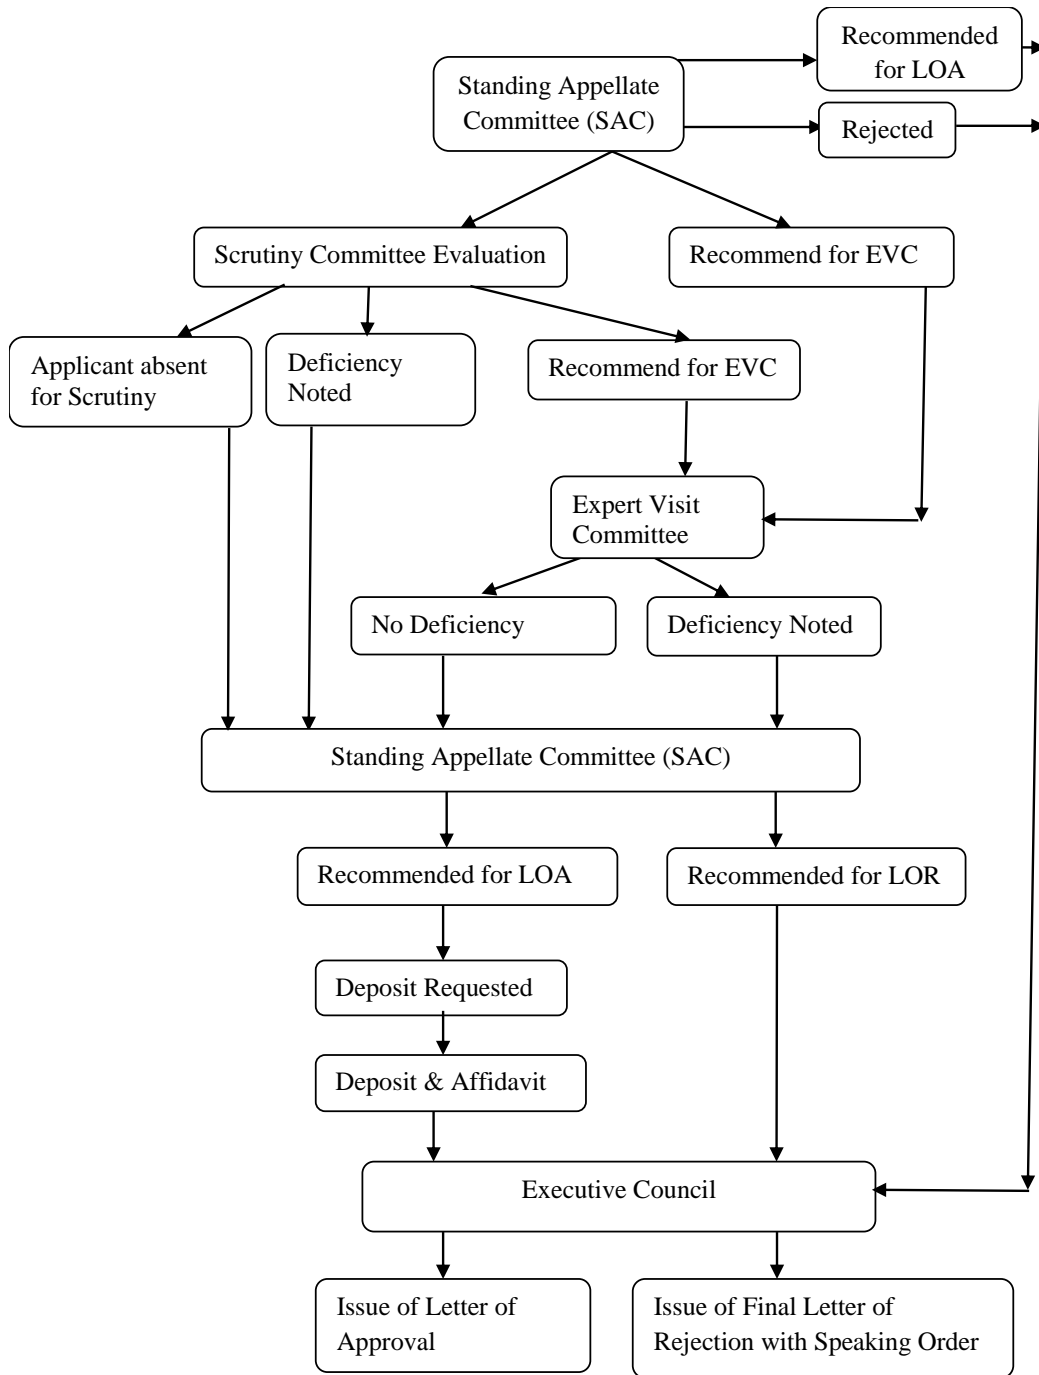 Recommended
for LOA
Standing Appellate
Committee (SAC)
Rejected
Scrutiny Committee Evaluation
Recommend for EVC
Applicant absent
for Scrutiny
Deficiency
Noted
Recommend for EVC
Expert Visit
Committee
No Deficiency
Deficiency Noted
Standing Appellate Committee (SAC)
Recommended for LOA
Recommended for LOR
Deposit Requested
Deposit & Affidavit
Executive Council
Issue of Letter of
Approval
Issue of Final Letter of
Rejection with Speaking Order